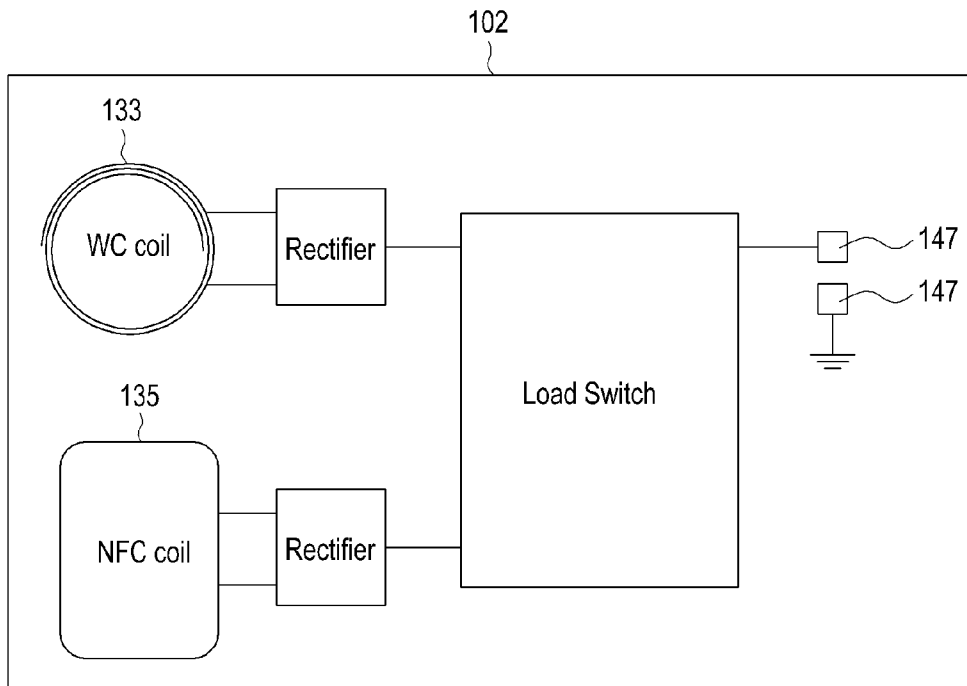 102
133
WC coil
Rectifier
147
147
Load Switch
135
NFC coil
Rectifier